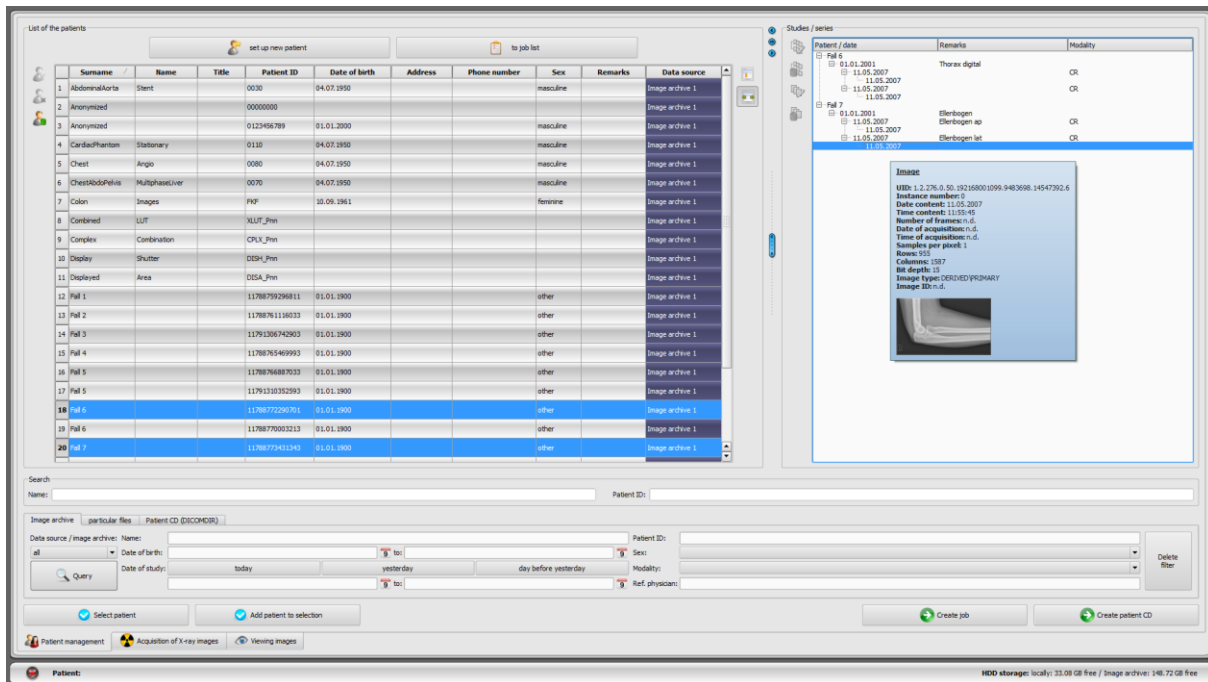 List of the patients
set up new patient
to job list
Surname Name Title Patient ID Date of birth Address Phone number Sex Remarks Data source
1 AbdominalAorta Stent 0030 04.07.1950 masculine Image archive 1
2 Anonymized 00000000 Image archive 1
3 Anonymized 0123456789 01.01.2000 masculine Image archive 1
4 CardiacPhantom Stationary 0110 04.07.1950 masculine Image archive 1
5 Chest Angio 0080 04.07.1950 masculine Image archive 1
6 ChestAbdoPelvis MultiphaseLiver 0070 04.07.1950 masculine Image archive 1
7 Colon Images FKF 10.09.1961 feminine Image archive 1
8 Combined LUT XLUT_Pnn Image archive 1
9 Complex Combination CPLX_Pnn Image archive 1
10 Display Shutter DISH_Pnn Image archive 1
11 Displayed Area DISA_Pnn Image archive 1
12 Fall 1 11788759296811 01.01.1900 other Image archive 1
13 Fall 2 11788761116033 01.01.1900 other Image archive 1
14 Fall 3 11791306742903 01.01.1900 other Image archive 1
15 Fall 4 11788765469993 01.01.1900 other Image archive 1
16 Fall 5 11788766887033 01.01.1900 other Image archive 1
17 Fall 5 11791310352593 01.01.1900 other Image archive 1
18 Fall 6 11788772290701 01.01.1900 other Image archive 1
19 Fall 6 11788770003213 01.01.1900 other Image archive 1
20 Fall 7 11788773431343 01.01.1900 other Image archive 1
Studies / series
Patient / date Remarks Modality
Fall 6
01.01.2001 Thorax digital
11.05.2007 CR
11.05.2007
11.05.2007 CR
11.05.2007
Fall 7
01.01.2001 Ellenbogen
11.05.2007 Ellenbogen ap CR
11.05.2007
11.05.2007 Ellenbogen lat CR
11.05.2007
Image
UID: 1.2.276.0.50.192168001099.9483698.14547392.6
Instance number: 0
Date content: 11.05.2007
Time content: 11:55:45
Number of frames: n.d.
Date of acquisition: n.d.
Time of acquisition: n.d.
Samples per pixel: 1
Rows: 955
Columns: 1587
Bit depth: 15
Image type: DERIVED\PRIMARY
Image ID: n.d.
Search
Name: Patient ID:
Image archive particular files Patient CD (DICOMDIR)
Data source / image archive: Name: Patient ID:
all Date of birth: 9 to: 9 Sex:
Query Date of study: today yesterday day before yesterday Modality:
9 to: 9 Ref. physician:
Delete
filter
Select patient Add patient to selection Create job Create patient CD
Patient management Acquisition of X-ray images Viewing images
Patient: HDD storage: locally: 33.08 GB free / Image archive: 148.72 GB free